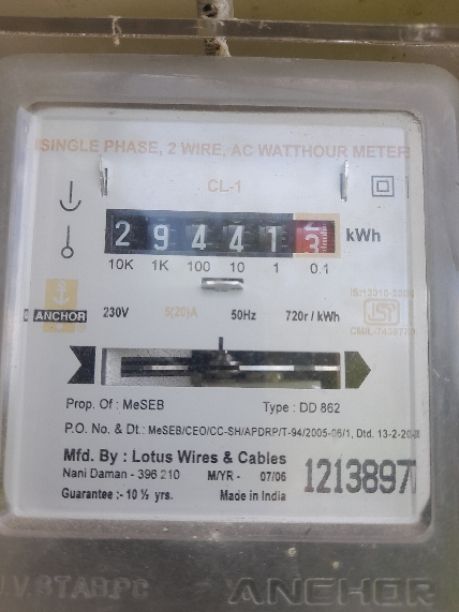 SINGLE PHASE, 2 WIRE, AC WATTHOUR METER
CL-1
2 9 4 4 1 3 kWh
10K 1K 100 10 1 0.1
ANCHOR 230V 5(20)A 50Hz 720r / kWh
ISI
Prop. Of : MeSEB Type : DD 862
P.O. No. & Dt.: MeSEB/CEO/CC-SH/APDRP/T-94/2005-06/1, Dtd. 13-2-
Mfd. By : Lotus Wires & Cables
Nani Daman - 396 210 M/YR - 07/06
Guarantee :- 10 ½ yrs. Made in India
1213897
U.V.STAB.PC ANCHOR